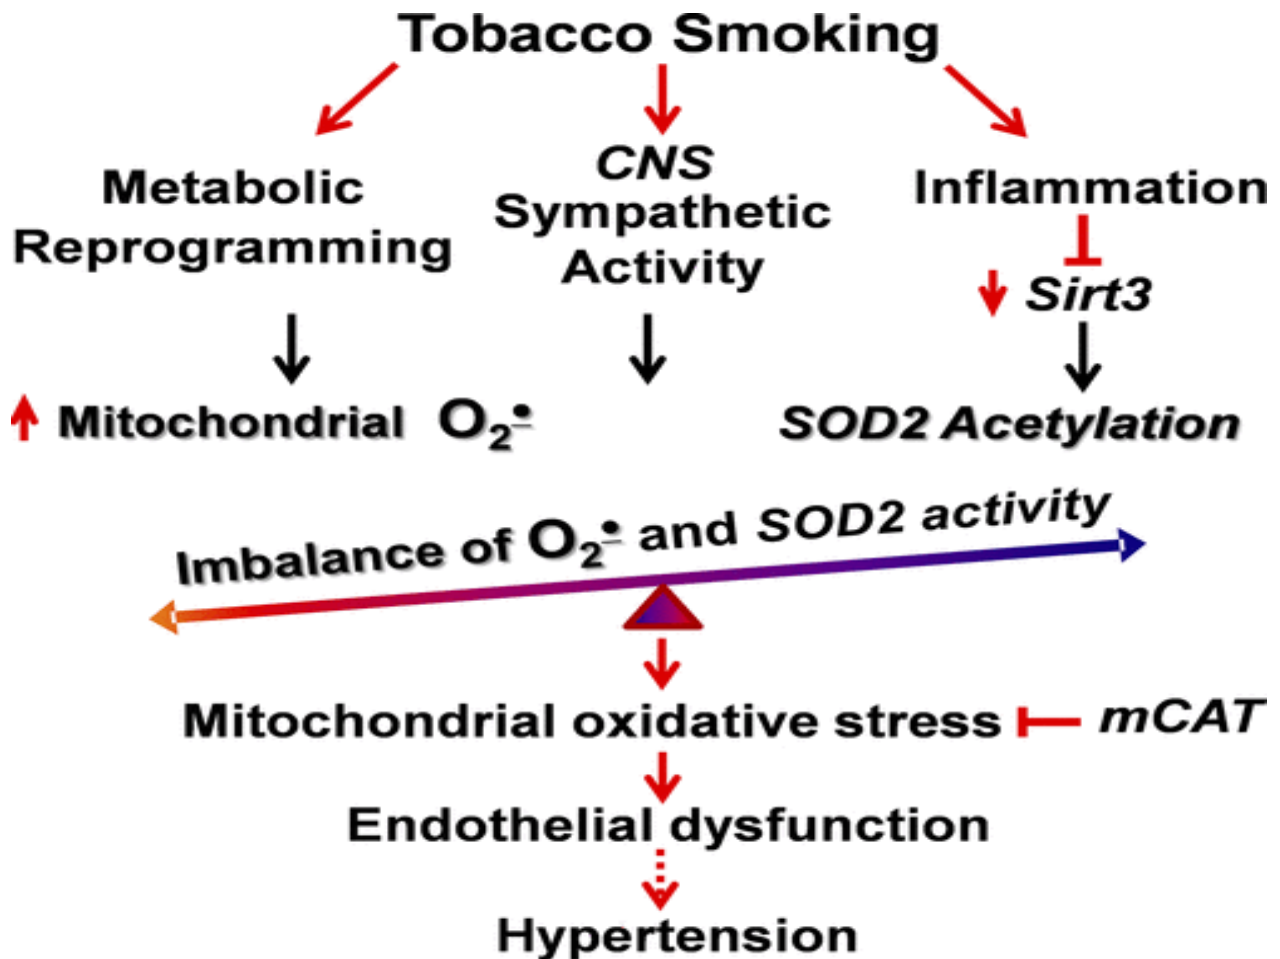 Tobacco Smoking
Metabolic
Reprogramming
CNS
Sympathetic
Activity
Inflammation
Sirt3
Mitochondrial O₂•̲
SOD2 Acetylation
Imbalance of O₂•̲ and SOD2 activity
Mitochondrial oxidative stress
mCAT
Endothelial dysfunction
Hypertension